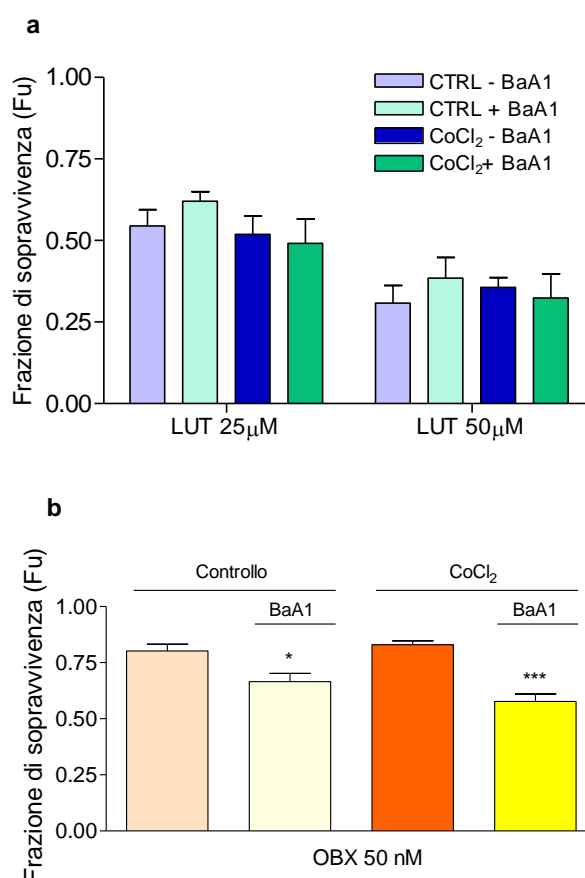 a
Frazione di sopravvivenza (Fu)
1.00
0.75
0.50
0.25
0.00
CTRL - BaA1
CTRL + BaA1
CoCl₂ - BaA1
CoCl₂+ BaA1
LUT 25μM
LUT 50μM
b
Frazione di sopravvivenza (Fu)
Controllo
CoCl₂
BaA1
BaA1
1.00
0.75
0.50
0.25
0.00
*
***
OBX 50 nM